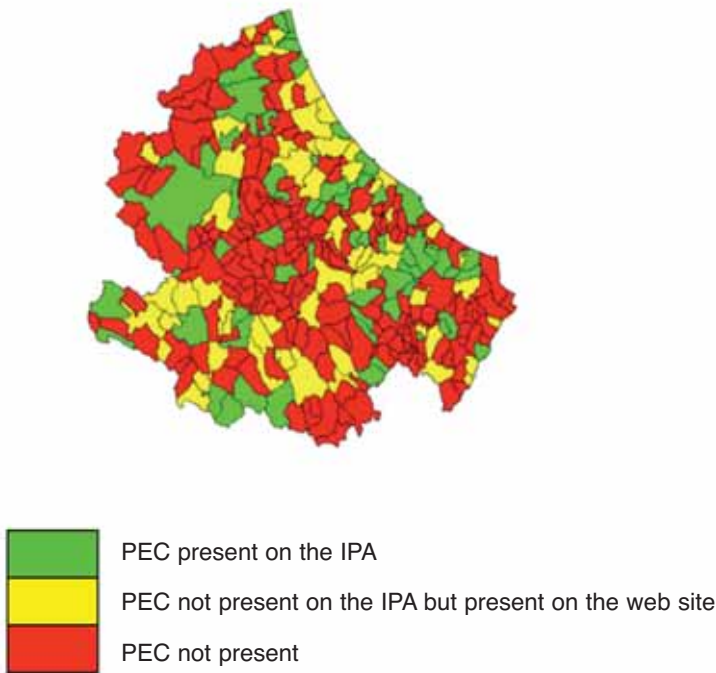 PEC present on the IPA
PEC not present on the IPA but present on the web site
PEC not present